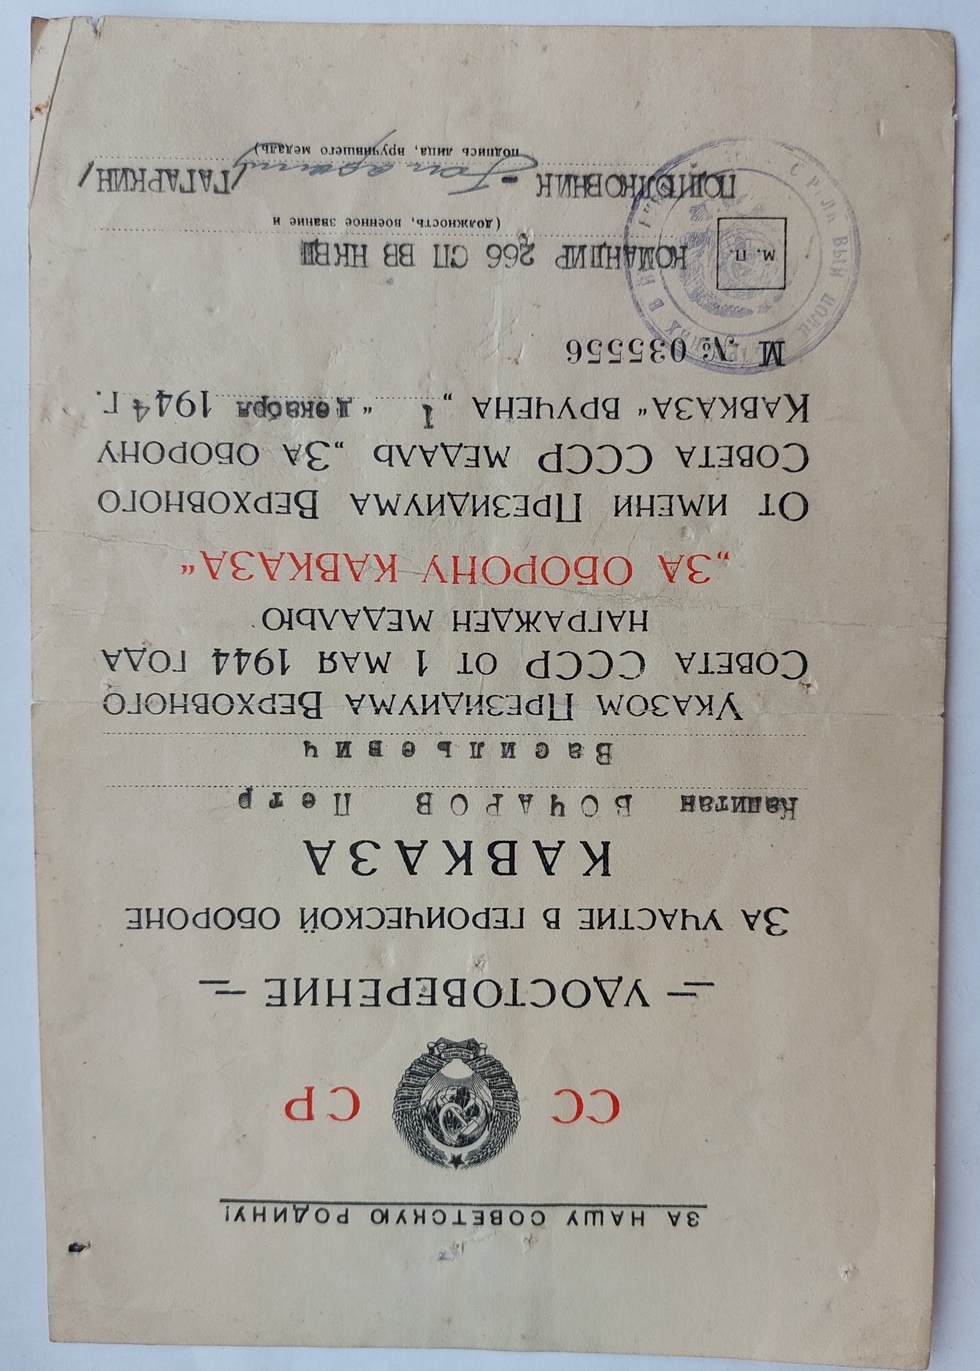 ЗА НАШУ СОВЕТСКУЮ РОДИНУ!
СС СР
— УДОСТОВЕРЕНИЕ —
ЗА УЧАСТИЕ В ГЕРОИЧЕСКОЙ ОБОРОНЕ
КАВКАЗА
Капитан БОЧАРОВ Петр
Васильевич
УКАЗОМ ПРЕЗИДИУМА ВЕРХОВНОГО
СОВЕТА СССР ОТ 1 МАЯ 1944 ГОДА
НАГРАЖДЕН МЕДАЛЬЮ
„ЗА ОБОРОНУ КАВКАЗА“
ОТ ИМЕНИ ПРЕЗИДИУМА ВЕРХОВНОГО
СОВЕТА СССР МЕДАЛЬ „ЗА ОБОРОНУ
КАВКАЗА“ ВРУЧЕНА „1“ декабря 1944 Г.
М № 035556
М. П. КОМАНДИР 266 СП ВВ НКВД
(должность, военное звание и
ПОДПОЛКОВНИК - Гагаркин /ГАГАРКИН/
подпись лица, вручившего медаль)